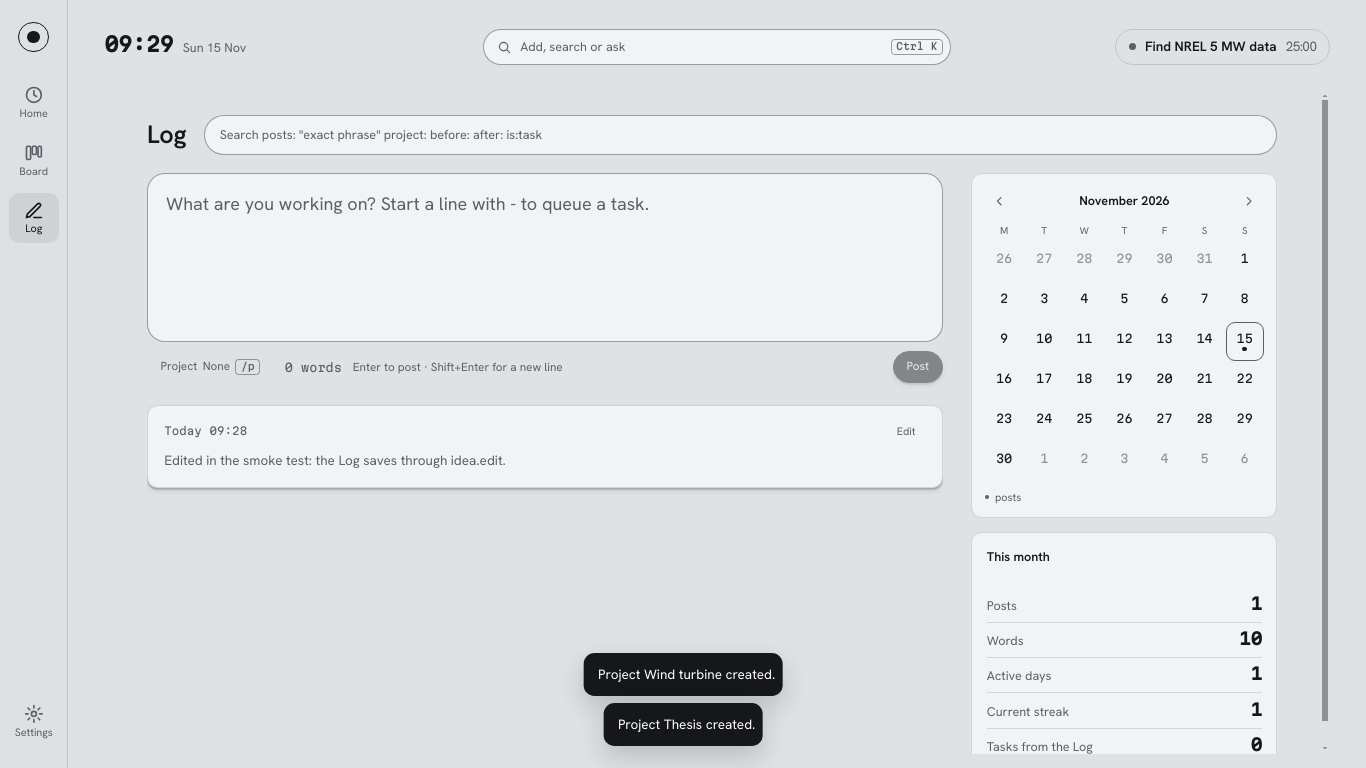 09:29 Sun 15 Nov
Add, search or ask
Ctrl K
Find NREL 5 MW data 25:00
Home
Board
Log
Settings
Log
Search posts: "exact phrase" project: before: after: is:task
What are you working on? Start a line with - to queue a task.
Project None /p 0 words Enter to post · Shift+Enter for a new line
Post
Today 09:28
Edit
Edited in the smoke test: the Log saves through idea.edit.
November 2026
M T W T F S S
26 27 28 29 30 31 1
2 3 4 5 6 7 8
9 10 11 12 13 14 15
16 17 18 19 20 21 22
23 24 25 26 27 28 29
30 1 2 3 4 5 6
posts
This month
Posts 1
Words 10
Active days 1
Current streak 1
Tasks from the Log 0
Project Wind turbine created.
Project Thesis created.